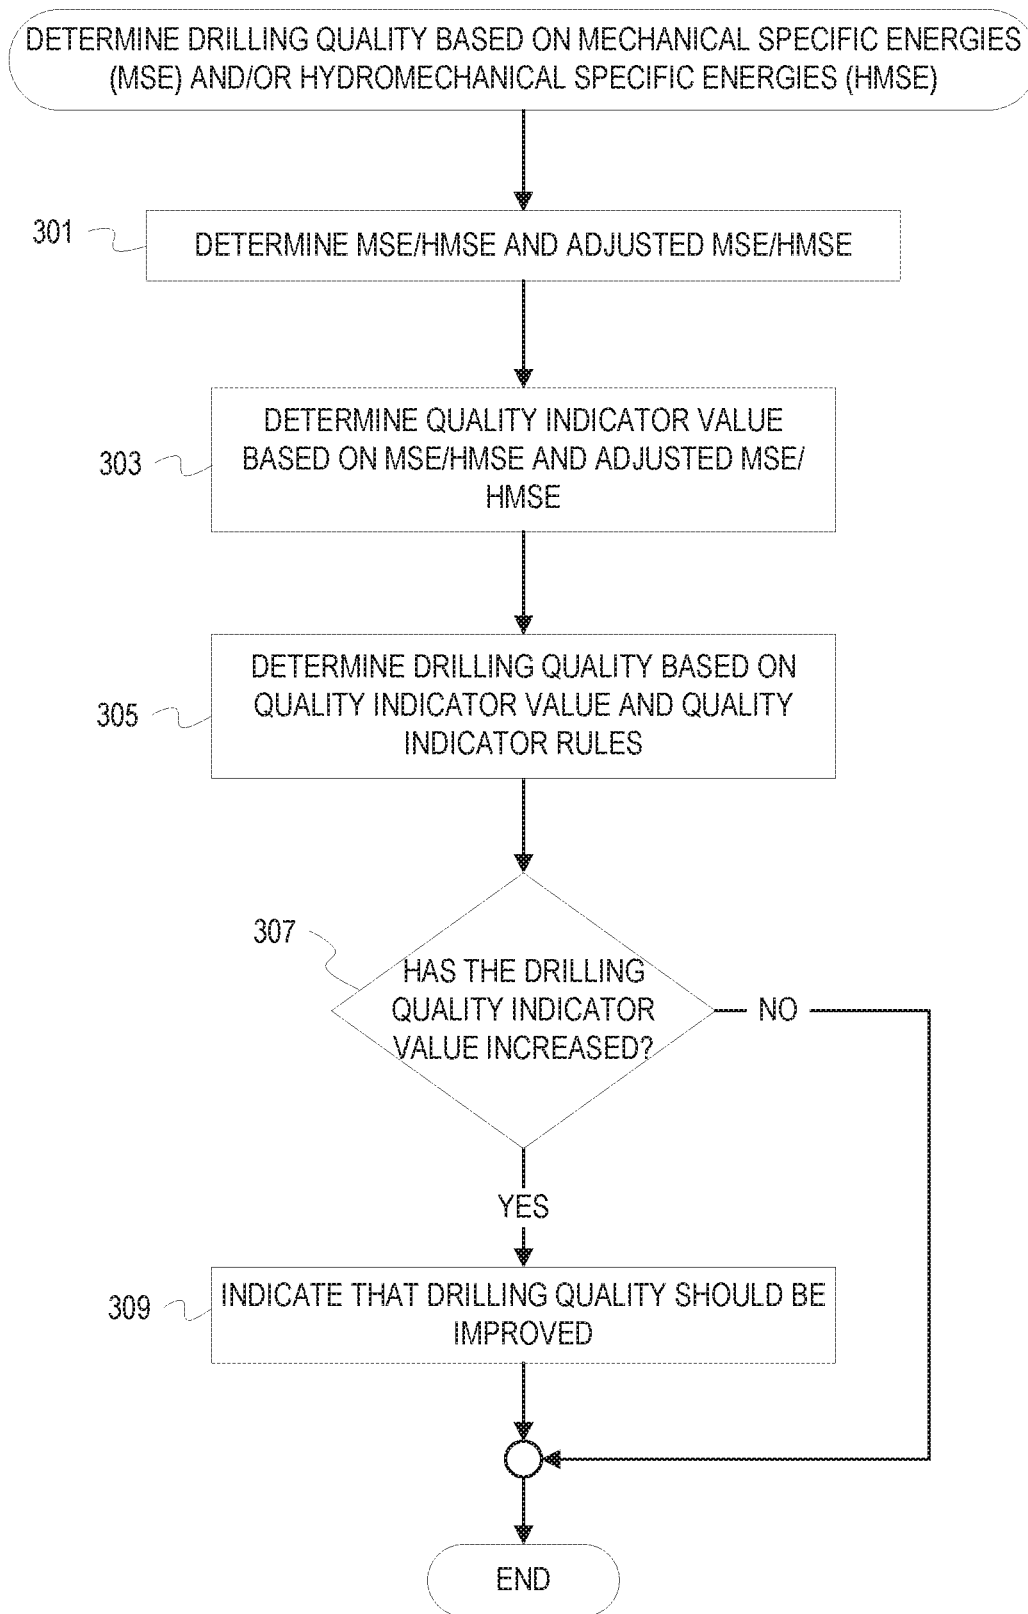 DETERMINE DRILLING QUALITY BASED ON MECHANICAL SPECIFIC ENERGIES
(MSE) AND/OR HYDROMECHANICAL SPECIFIC ENERGIES (HMSE)
301
DETERMINE MSE/HMSE AND ADJUSTED MSE/HMSE
303
DETERMINE QUALITY INDICATOR VALUE
BASED ON MSE/HMSE AND ADJUSTED MSE/
HMSE
305
DETERMINE DRILLING QUALITY BASED ON
QUALITY INDICATOR VALUE AND QUALITY
INDICATOR RULES
307
HAS THE DRILLING
QUALITY INDICATOR
VALUE INCREASED?
NO
YES
309
INDICATE THAT DRILLING QUALITY SHOULD BE
IMPROVED
END